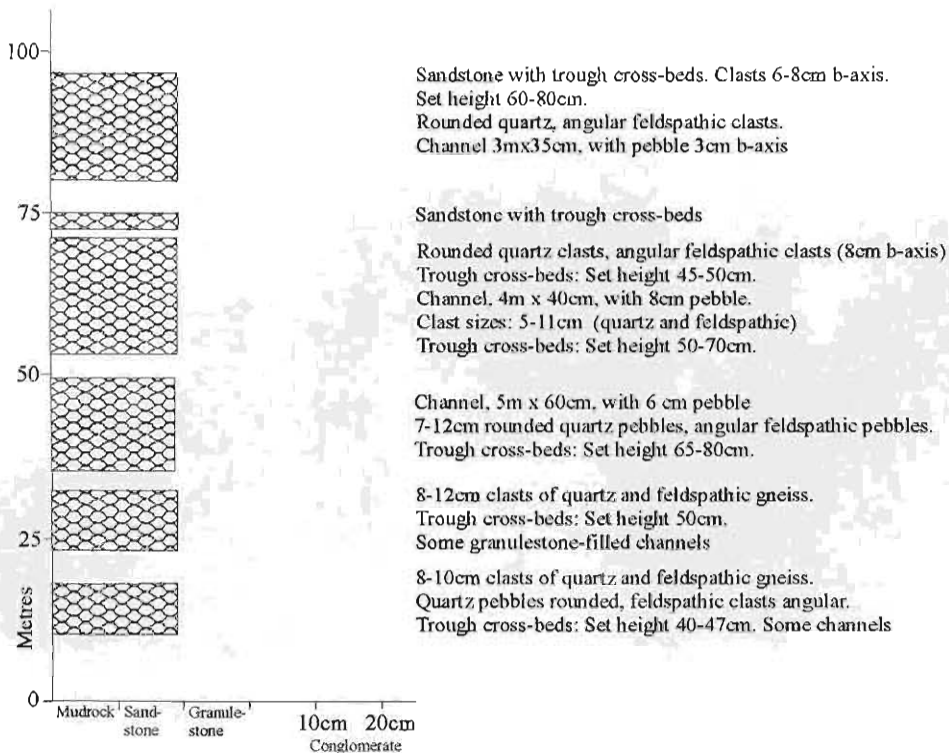 100
Sandstone with trough cross-beds. Clasts 6-8cm b-axis.
Set height 60-80cm.
Rounded quartz, angular feldspathic clasts.
Channel 3mx35cm, with pebble 3cm b-axis
75
Sandstone with trough cross-beds
Rounded quartz clasts, angular feldspathic clasts (8cm b-axis)
Trough cross-beds: Set height 45-50cm.
Channel, 4m x 40cm, with 8cm pebble.
Clast sizes: 5-11cm (quartz and feldspathic)
Trough cross-beds: Set height 50-70cm.
50
Channel, 5m x 60cm, with 6 cm pebble
7-12cm rounded quartz pebbles, angular feldspathic pebbles.
Trough cross-beds: Set height 65-80cm.
8-12cm clasts of quartz and feldspathic gneiss.
Trough cross-beds: Set height 50cm.
Some granulestone-filled channels
25
8-10cm clasts of quartz and feldspathic gneiss.
Quartz pebbles rounded, feldspathic clasts angular.
Trough cross-beds: Set height 40-47cm. Some channels
Metres
0
Mudrock Sand- Granule-
stone stone
10cm 20cm
Conglomerate